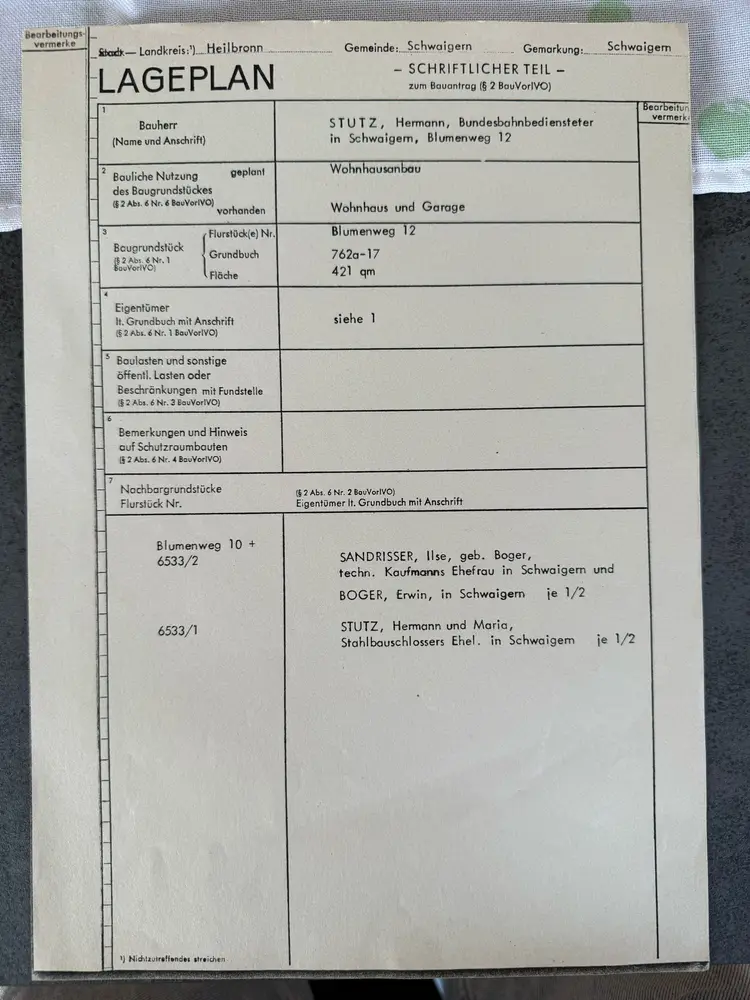 Bearbeitungs-
vermerke
Stadt — Landkreis:¹) Heilbronn Gemeinde: Schwaigern Gemarkung: Schwaigern
LAGEPLAN
– SCHRIFTLICHER TEIL –
zum Bauantrag (§ 2 BauVorlVO)
Bearbeitun
vermerk
1
Bauherr
(Name und Anschrift)
STUTZ, Hermann, Bundesbahnbediensteter
in Schwaigern, Blumenweg 12
2
Bauliche Nutzung geplant
des Baugrundstückes
(§ 2 Abs. 6 Nr. 6 BauVorlVO)
vorhanden
Wohnhausanbau
Wohnhaus und Garage
3
Baugrundstück
(§ 2 Abs. 6 Nr. 1
BauVorlVO)
Flurstück(e) Nr.
Grundbuch
Fläche
Blumenweg 12
762a-17
421 qm
4
Eigentümer
lt. Grundbuch mit Anschrift
(§ 2 Abs. 6 Nr. 1 BauVorlVO)
siehe 1
5
Baulasten und sonstige
öffentl. Lasten oder
Beschränkungen mit Fundstelle
(§ 2 Abs. 6 Nr. 3 BauVorlVO)
6
Bemerkungen und Hinweis
auf Schutzraumbauten
(§ 2 Abs. 6 Nr. 4 BauVorlVO)
7
Nachbargrundstücke
Flurstück Nr.
(§ 2 Abs. 6 Nr. 2 BauVorlVO)
Eigentümer lt. Grundbuch mit Anschrift
Blumenweg 10 +
6533/2
SANDRISSER, Ilse, geb. Boger,
techn. Kaufmanns Ehefrau in Schwaigern und
BOGER, Erwin, in Schwaigern je 1/2
6533/1
STUTZ, Hermann und Maria,
Stahlbauschlossers Ehel. in Schwaigern je 1/2
¹) Nichtzutreffendes streichen